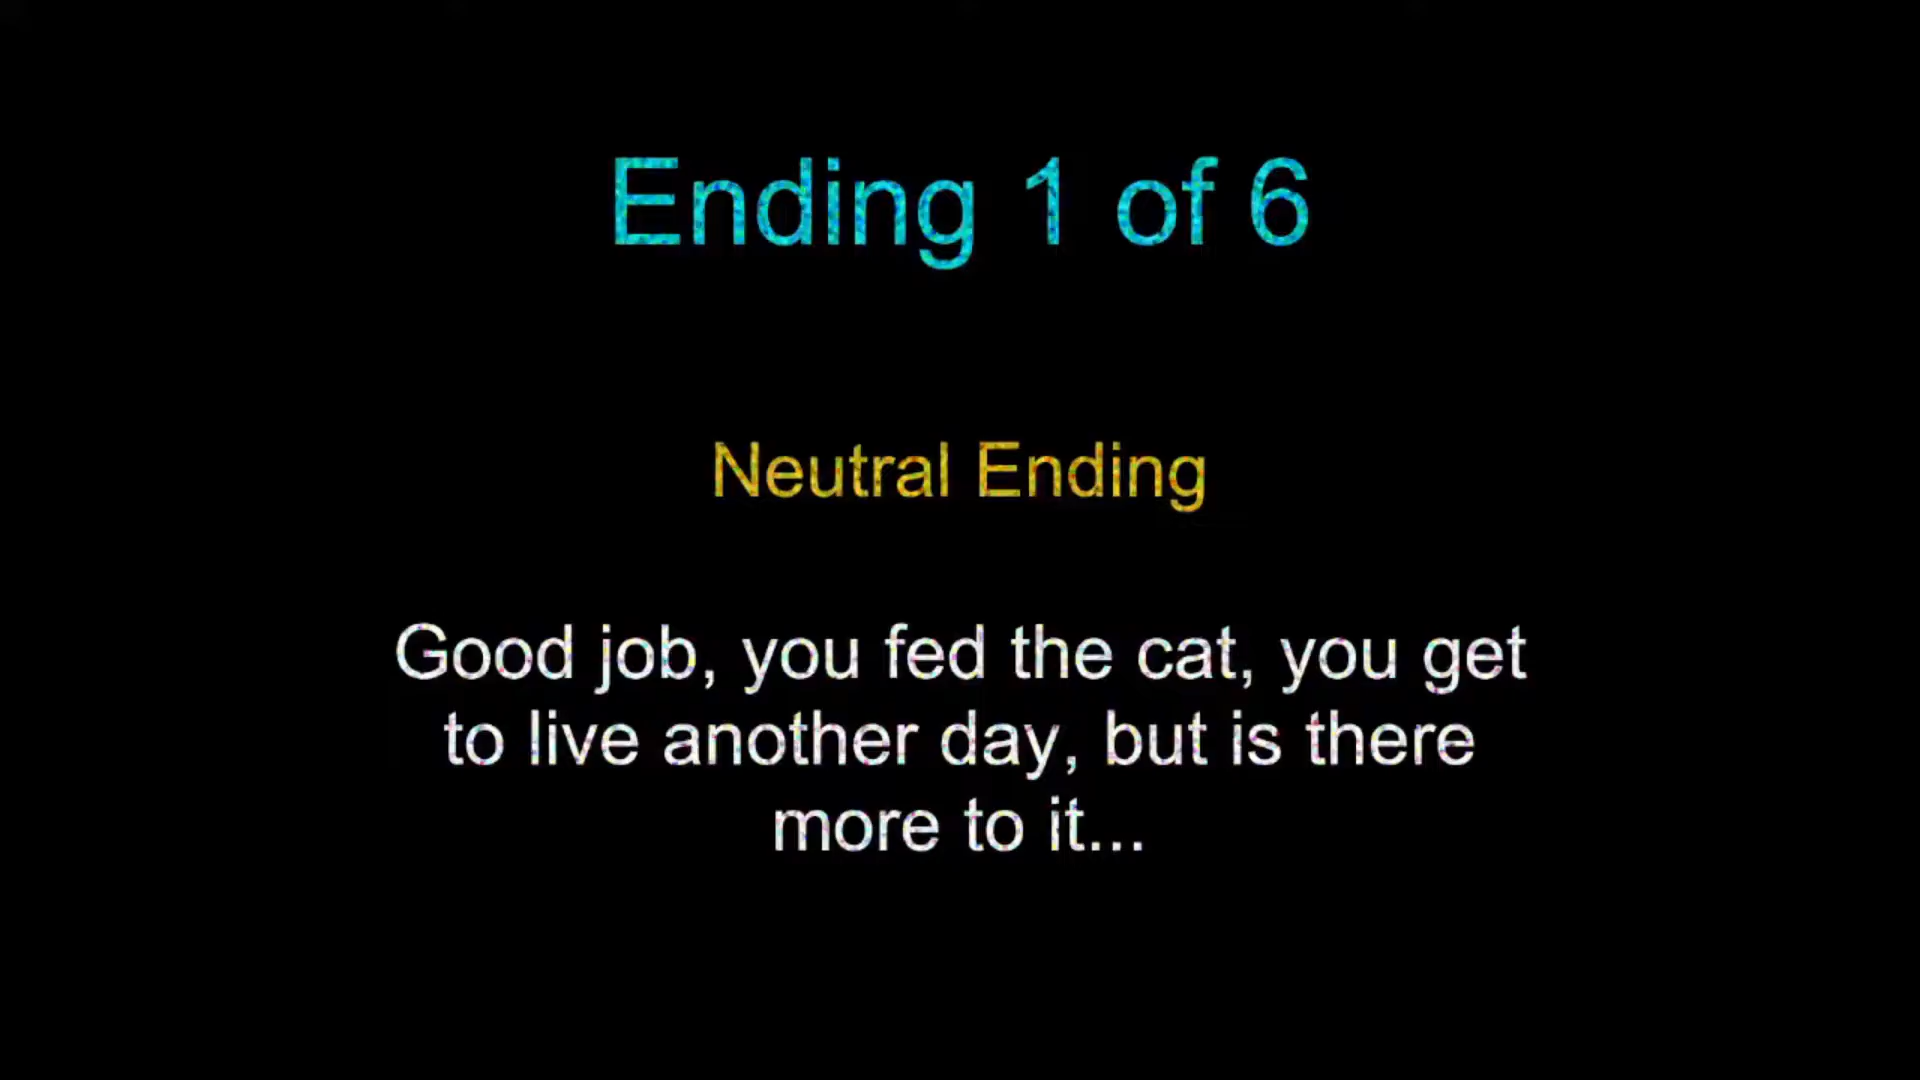 Ending 1 of 6
Neutral Ending
Good job, you fed the cat, you get
to live another day, but is there
more to it...